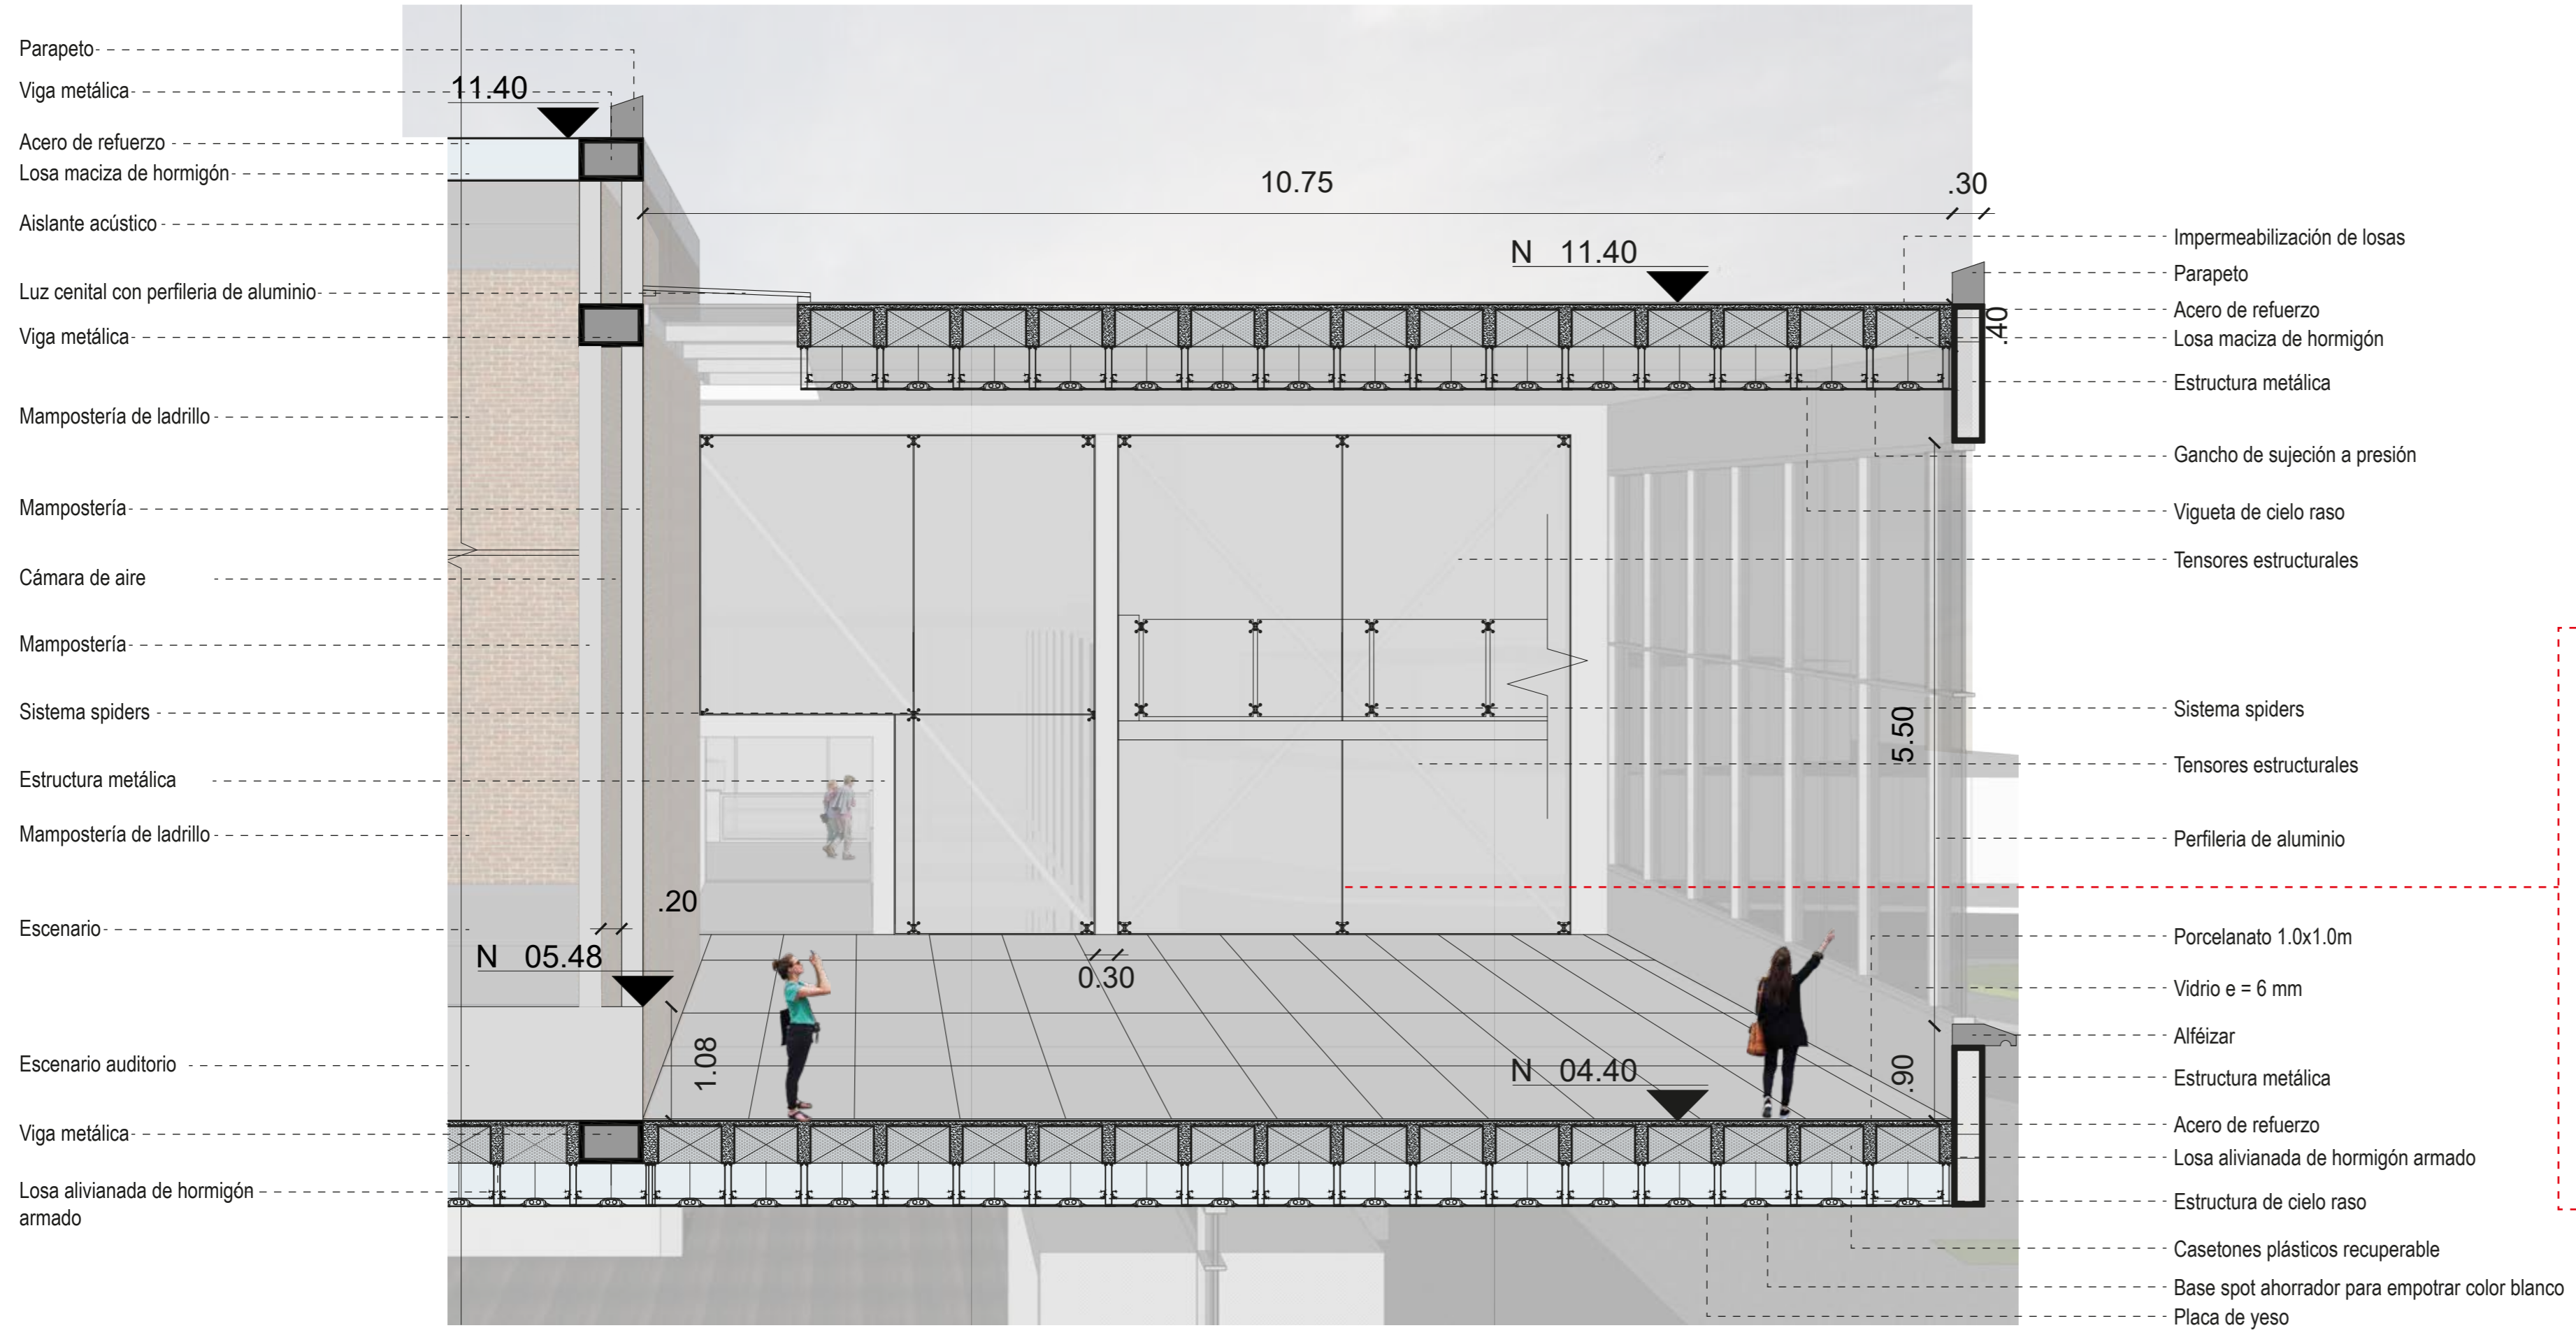 Parapeto
Viga metálica
11.40
Acero de refuerzo
Losa maciza de hormigón
Aislante acústico
Luz cenital con perfileria de aluminio
Viga metálica
Mampostería de ladrillo
Mampostería
Cámara de aire
Mampostería
Sistema spiders
Estructura metálica
Mampostería de ladrillo
Escenario
Escenario auditorio
Viga metálica
Losa alivianada de hormigón
armado
10.75
.30
N 11.40
.40
5.50
.20
N 05.48
0.30
1.08
N 04.40
.90
Impermeabilización de losas
Parapeto
Acero de refuerzo
Losa maciza de hormigón
Estructura metálica
Gancho de sujeción a presión
Vigueta de cielo raso
Tensores estructurales
Sistema spiders
Tensores estructurales
Perfileria de aluminio
Porcelanato 1.0x1.0m
Vidrio e = 6 mm
Alféizar
Estructura metálica
Acero de refuerzo
Losa alivianada de hormigón armado
Estructura de cielo raso
Casetones plásticos recuperable
Base spot ahorrador para empotrar color blanco
Placa de yeso